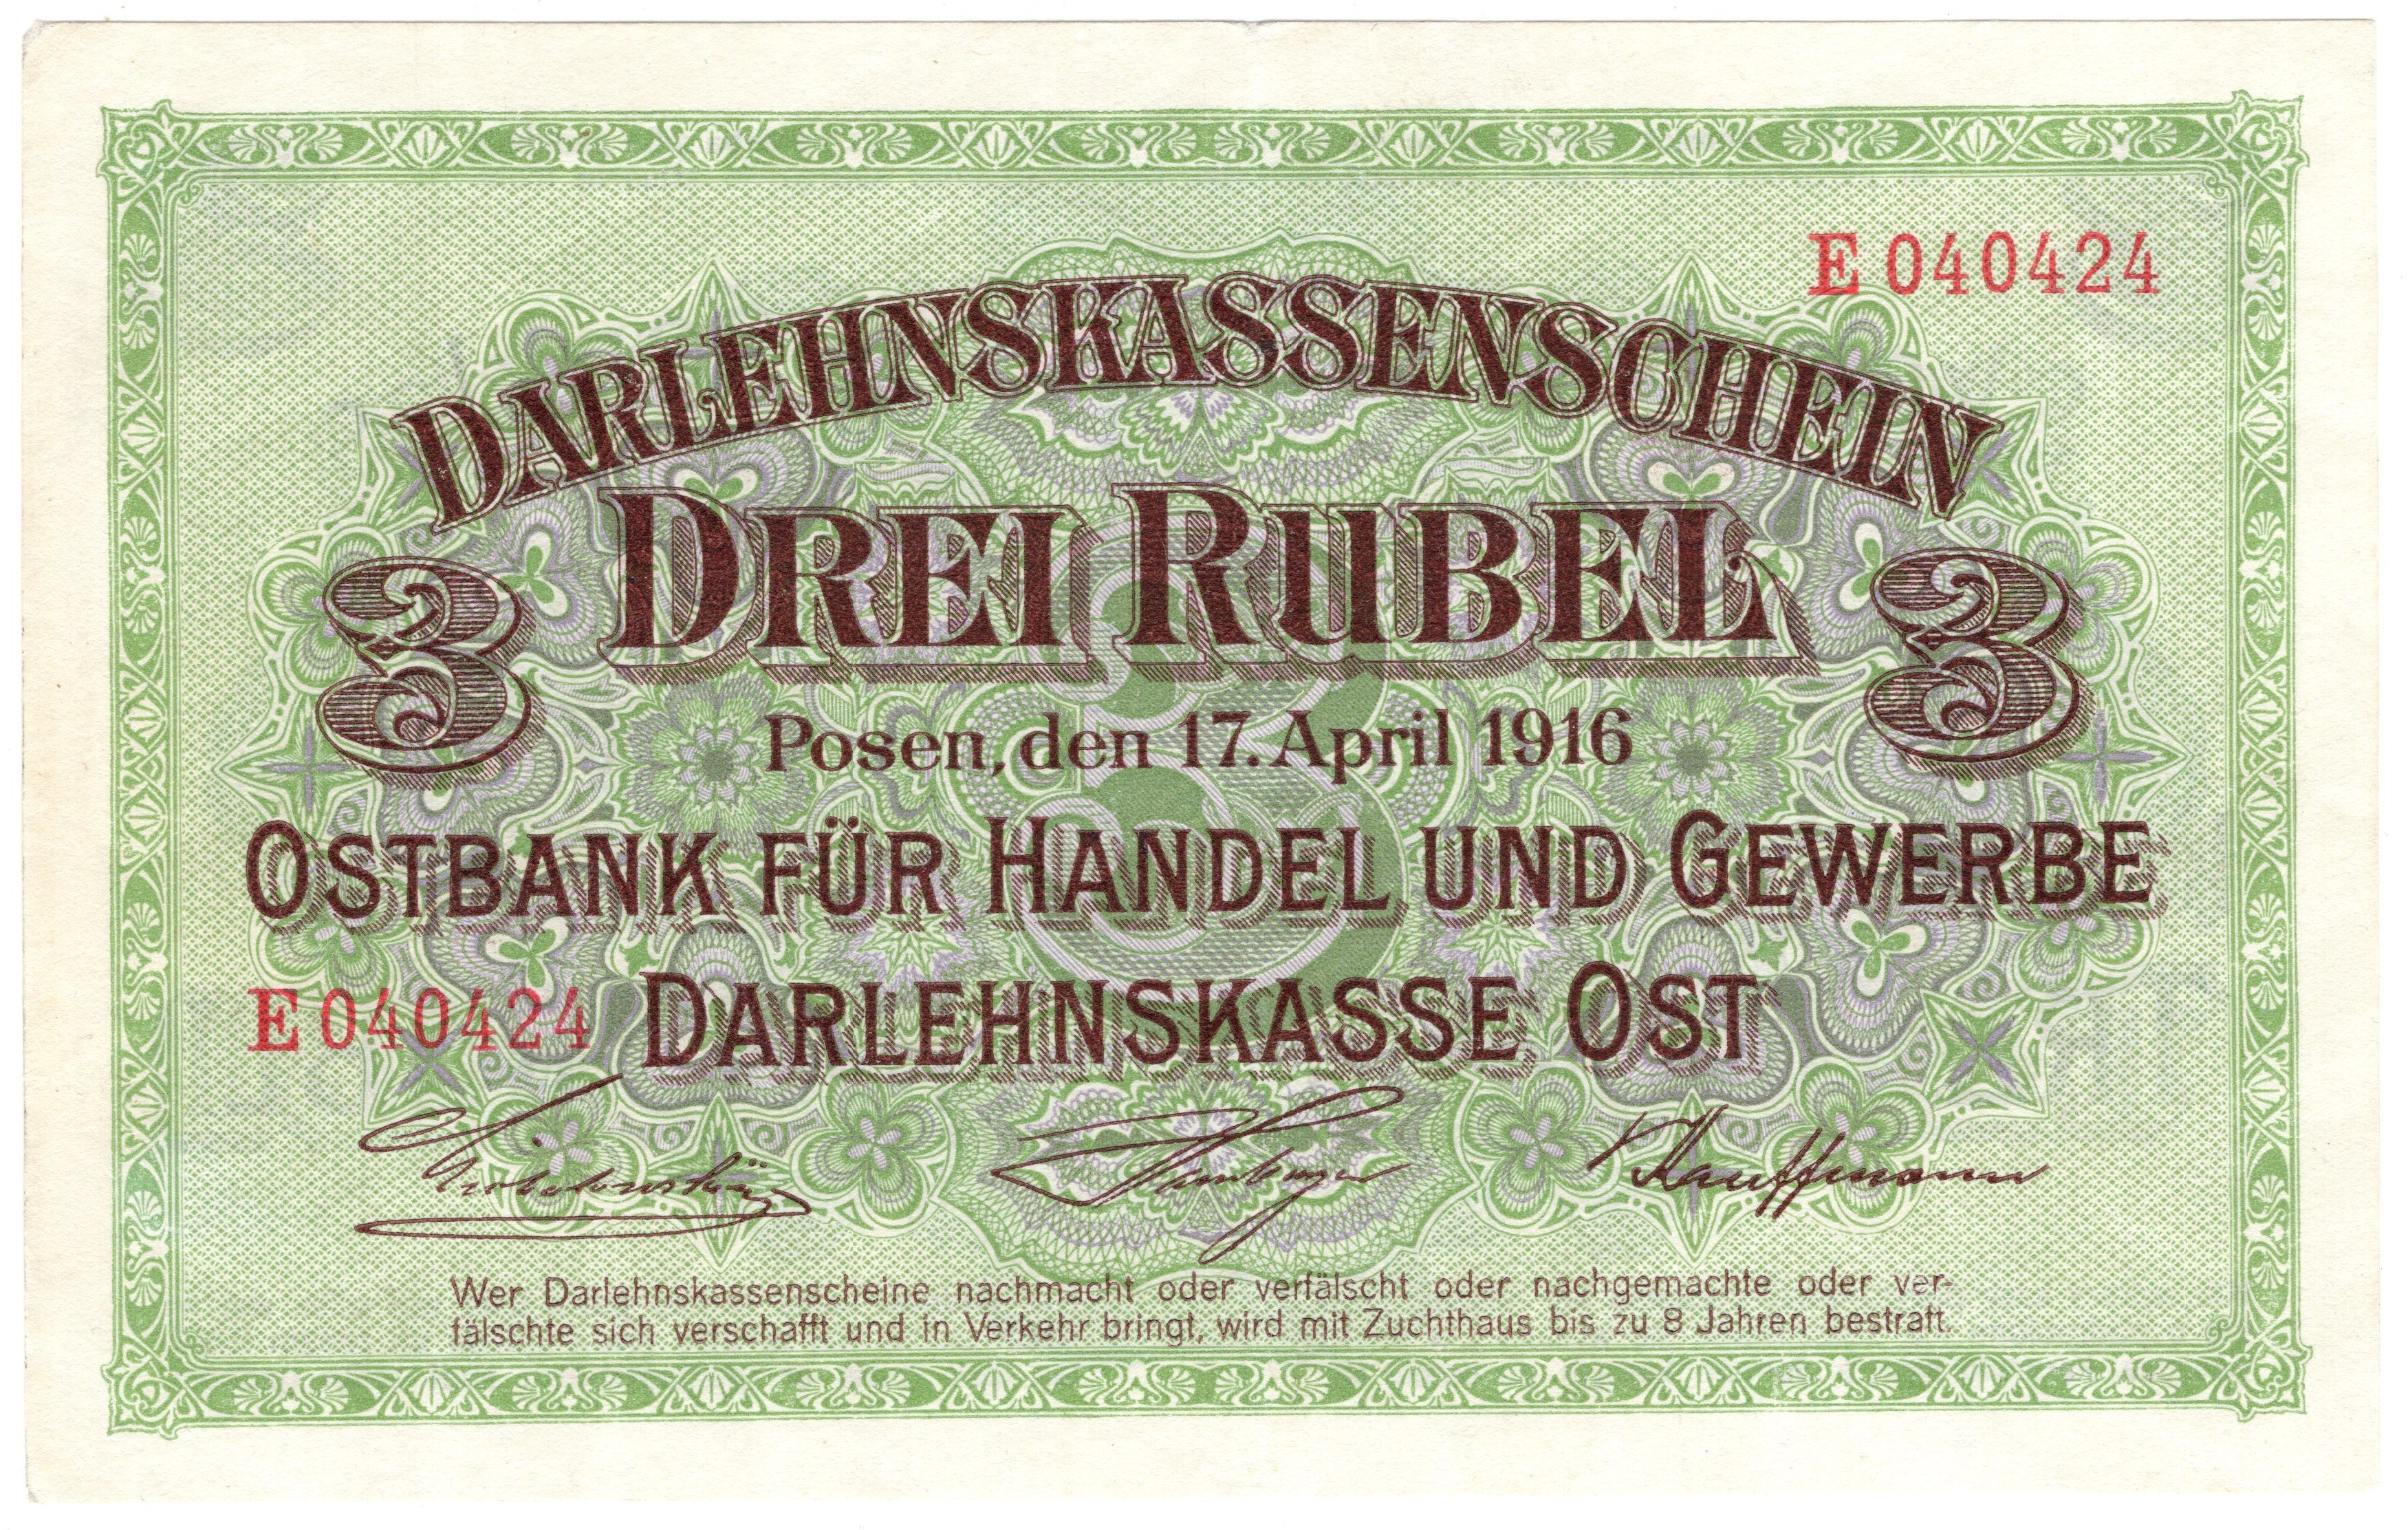 E 040424
DARLEHNSKASSENSCHEIN
3 DREI RUBEL 3
Posen, den 17. April 1916
OSTBANK FÜR HANDEL UND GEWERBE
E 040424 DARLEHNSKASSE OST
Hamburger Kauffmann
Wer Darlehnskassenscheine nachmacht oder verfälscht oder nachgemachte oder ver-
fälschte sich verschafft und in Verkehr bringt, wird mit Zuchthaus bis zu 8 Jahren bestraft.